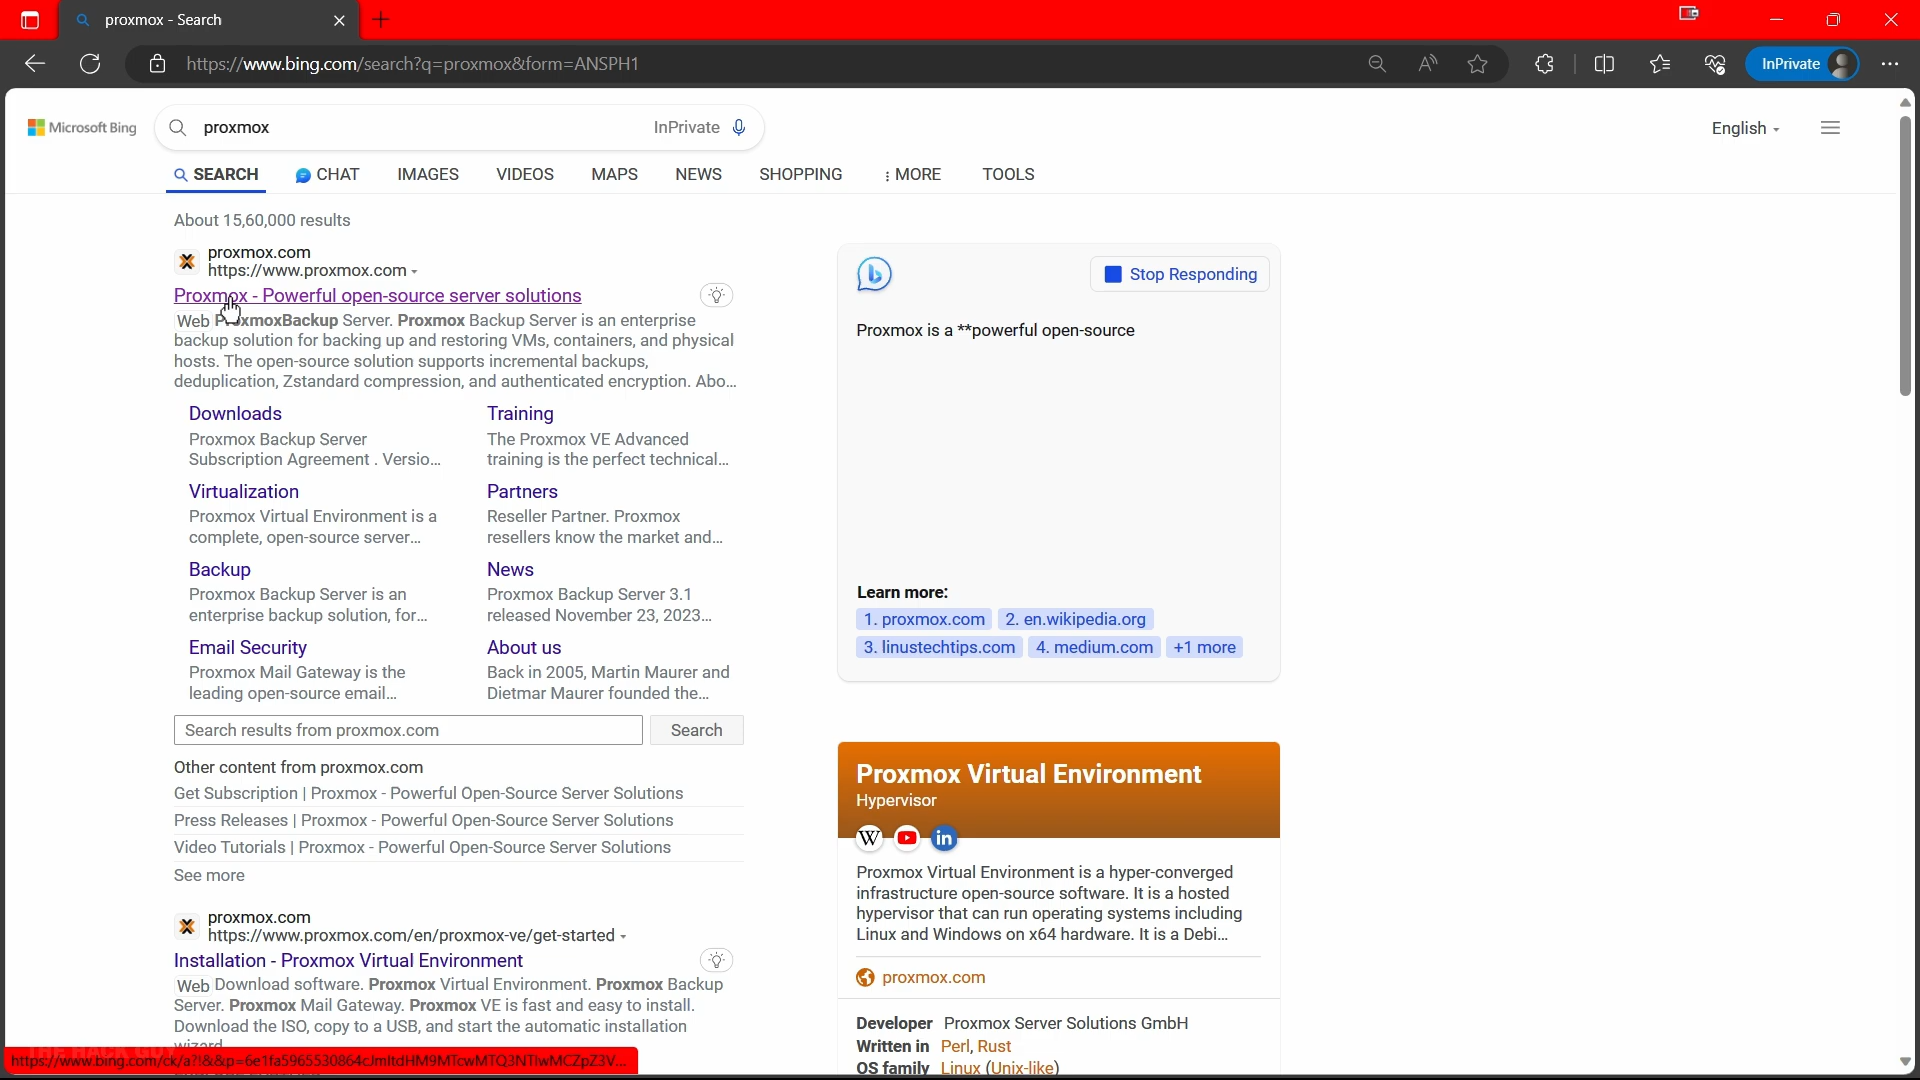 proxmox - Search
https://www.bing.com/search?q=proxmox&form=ANSPH1
InPrivate
Microsoft Bing
proxmox
InPrivate
English
SEARCH CHAT IMAGES VIDEOS MAPS NEWS SHOPPING MORE TOOLS
About 15,60,000 results
proxmox.com
https://www.proxmox.com
Proxmox - Powerful open-source server solutions
Web ProxmoxBackup Server. Proxmox Backup Server is an enterprise
backup solution for backing up and restoring VMs, containers, and physical
hosts. The open-source solution supports incremental backups,
deduplication, Zstandard compression, and authenticated encryption. Abo...
Downloads
Proxmox Backup Server
Subscription Agreement . Versio...
Training
The Proxmox VE Advanced
training is the perfect technical...
Virtualization
Proxmox Virtual Environment is a
complete, open-source server...
Partners
Reseller Partner. Proxmox
resellers know the market and...
Backup
Proxmox Backup Server is an
enterprise backup solution, for...
News
Proxmox Backup Server 3.1
released November 23, 2023...
Email Security
Proxmox Mail Gateway is the
leading open-source email...
About us
Back in 2005, Martin Maurer and
Dietmar Maurer founded the...
Search results from proxmox.com
Search
Other content from proxmox.com
Get Subscription | Proxmox - Powerful Open-Source Server Solutions
Press Releases | Proxmox - Powerful Open-Source Server Solutions
Video Tutorials | Proxmox - Powerful Open-Source Server Solutions
See more
proxmox.com
https://www.proxmox.com/en/proxmox-ve/get-started
Installation - Proxmox Virtual Environment
Web Download software. Proxmox Virtual Environment. Proxmox Backup
Server. Proxmox Mail Gateway. Proxmox VE is fast and easy to install.
Download the ISO, copy to a USB, and start the automatic installation
wizard
THE HACK GUY
Stop Responding
Proxmox is a **powerful open-source
Learn more:
1. proxmox.com 2. en.wikipedia.org
3. linustechtips.com 4. medium.com +1 more
Proxmox Virtual Environment
Hypervisor
W in
Proxmox Virtual Environment is a hyper-converged
infrastructure open-source software. It is a hosted
hypervisor that can run operating systems including
Linux and Windows on x64 hardware. It is a Debi...
proxmox.com
Developer Proxmox Server Solutions GmbH
Written in Perl, Rust
OS family Linux (Unix-like)